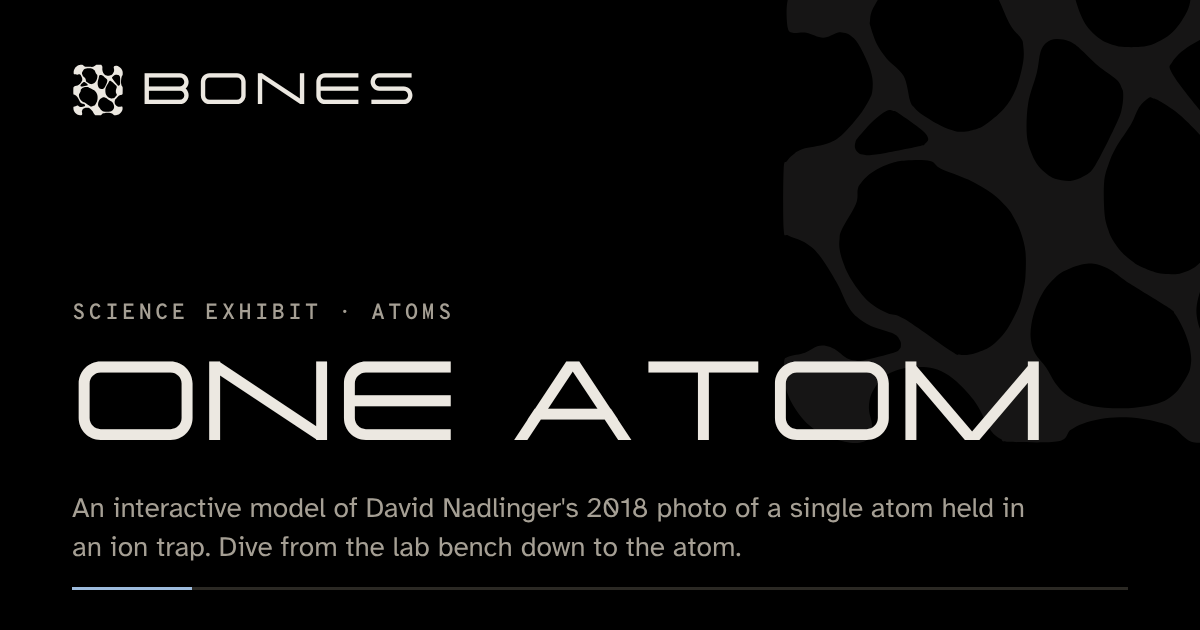 BONES
SCIENCE EXHIBIT · ATOMS
ONE ATOM
An interactive model of David Nadlinger's 2018 photo of a single atom held in
an ion trap. Dive from the lab bench down to the atom.